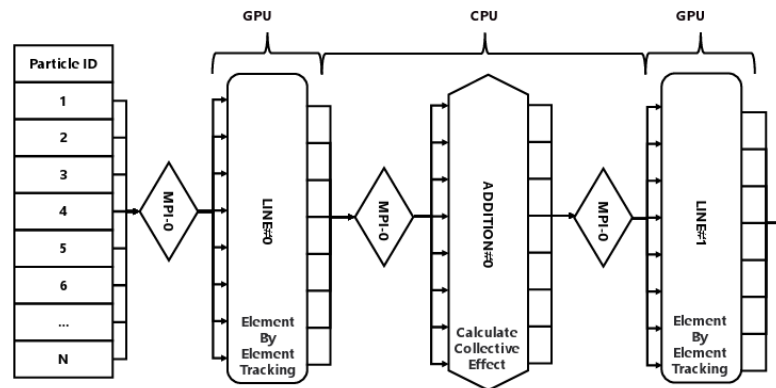 GPU
CPU
GPU
Particle ID
1
2
3
4
5
6
...
N
MPI-0
LINE#0
Element
By
Element
Tracking
MPI-0
ADDITION#0
Calculate
Collective
Effect
MPI-0
LINE#1
Element
By
Element
Tracking